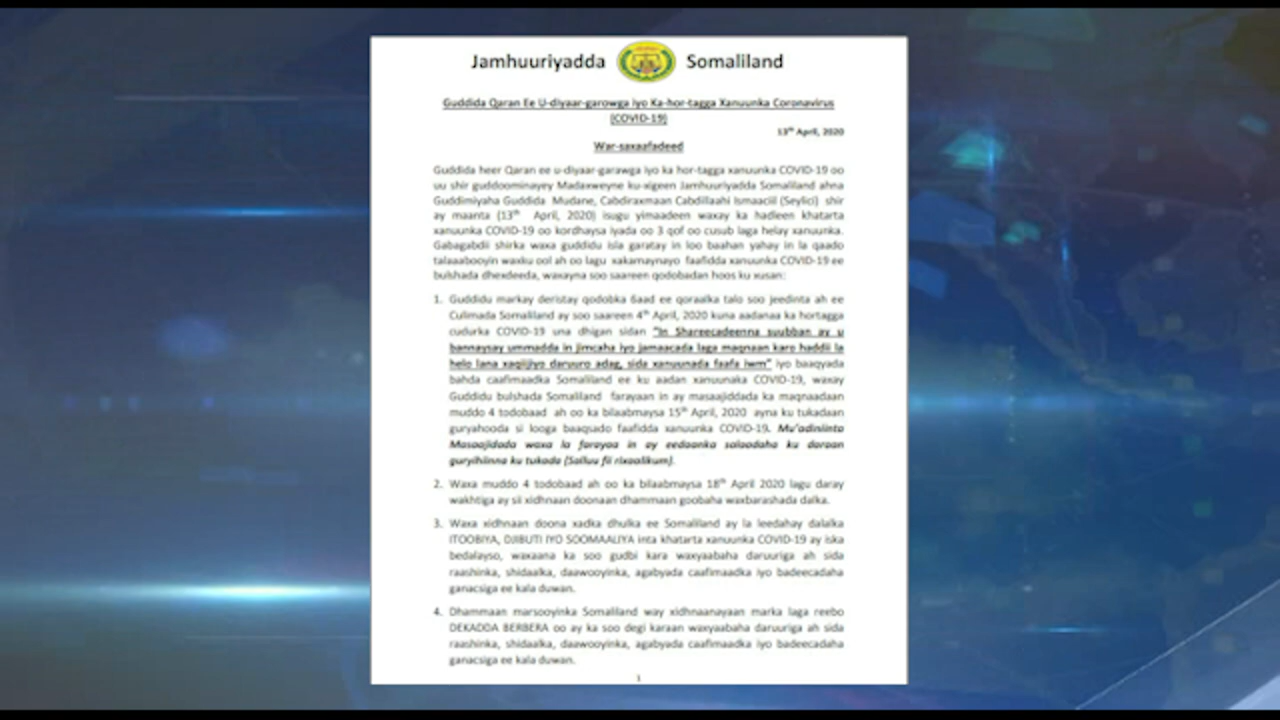 Jamhuuriyadda Somaliland
Guddida Qaran Ee U-diyaar-garowga iyo Ka-hor-tagga Xanuunka Coronavirus
(COVID-19)
13th April, 2020
War-saxaafadeed
Guddida heer Qaran ee u-diyaar-garawga iyo ka hor-tagga xanuunka COVID-19 oo
uu shir guddoominayey Madaxweyne ku-xigeen Jamhuuriyadda Somaliland ahna
Guddimiyaha Guddida Mudane, Cabdiraxmaan Cabdillaahi Ismaaciil (Seylici) shir
ay maanta (13th April, 2020) isugu yimaadeen waxay ka hadleen khatarta
xanuunka COVID-19 oo kordhaysa iyada oo 3 qof oo cusub laga helay xanuunka.
Gabagabdii shirka waxa guddidu isla garatay in loo baahan yahay in la qaado
talaaabooyin waxku ool ah oo lagu xakamaynayo faafidda xanuunka COVID-19 ee
bulshada dhexdeeda, waxayna soo saareen qodobadan hoos ku xusan:
1. Guddidu markay deristay qodobka 6aad ee qoraalka talo soo jeedinta ah ee
Culimada Somaliland ay soo saareen 4th April, 2020 kuna aadanaa ka hortagga
cudurka COVID-19 una dhigan sidan "In Shareecadeenna suubban ay u
bannaysay ummadda in jimcaha iyo jamaacada laga maqnaan karo haddii la
helo lana xaqiijiyo daruuro adag, sida xanuunada faafa iwm" iyo baaqyada
bahda caafimaadka Somaliland ee ku aadan xanuunaka COVID-19, waxay
Guddidu bulshada Somaliland farayaan in ay masaajiddada ka maqnaadaan
muddo 4 todobaad ah oo ka bilaabmaysa 15th April, 2020 ayna ku tukadaan
guryahooda si looga baaqsado faafidda xanuunka COVID-19. Mu'adiniinta
Masaajidada waxa la farayaa in ay eedaanka salaadaha ku daraan
guryihiinna ku tukada (Salluu fii rixaalikum).
2. Waxa muddo 4 todobaad ah oo ka bilaabmaysa 18th April 2020 lagu daray
wakhtiga ay sii xidhnaan doonaan dhammaan goobaha waxbarashada dalka.
3. Waxa xidhnaan doona xadka dhulka ee Somaliland ay la leedahay dalalka
ITOOBIYA, DJIBUTI IYO SOOMAALIYA inta khatarta xanuunka COVID-19 ay iska
bedalayso, waxaana ka soo gudbi kara waxyaabaha daruuriga ah sida
raashinka, shidaalka, daawooyinka, agabyada caafimaadka iyo badeecadaha
ganacsiga ee kala duwan.
4. Dhammaan marsooyinka Somaliland way xidhnaanayaan marka laga reebo
DEKADDA BERBERA oo ay ka soo degi karaan waxyaabaha daruuriga ah sida
raashinka, shidaalka, daawooyinka, agabyada caafimaadka iyo badeecadaha
ganacsiga ee kala duwan.
1